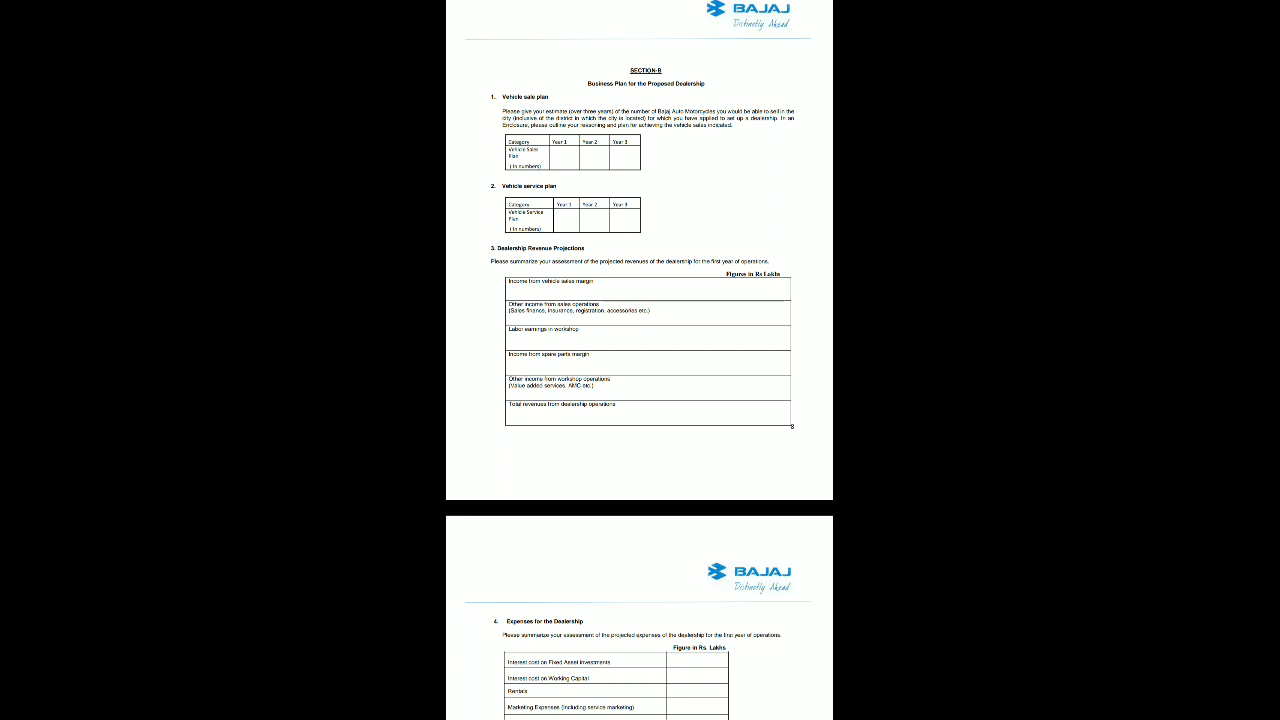 BAJAJ
Distinctly Ahead
SECTION-B
Business Plan for the Proposed Dealership
1. Vehicle sale plan
Please give your estimate (over three years) of the number of Bajaj Auto Motorcycles you would be able to sell in the
city (inclusive of the district in which the city is located) for which you have applied to set up a dealership. In an
Enclosure, please outline your reasoning and plan for achieving the vehicle sales indicated.
Category Year 1 Year 2 Year 3
Vehicle Sales
Plan
( In numbers)
2. Vehicle service plan
Category Year 1 Year 2 Year 3
Vehicle Service
Plan
( In numbers)
3. Dealership Revenue Projections
Please summarize your assessment of the projected revenues of the dealership for the first year of operations.
Figures in Rs Lakhs
Income from vehicle sales margin
Other income from sales operations
(Sales finance, insurance, registration, accessories etc.)
Labor earnings in workshop
Income from spare parts margin
Other income from workshop operations
(Value added services, AMC etc.)
Total revenues from dealership operations
8
BAJAJ
Distinctly Ahead
4. Expenses for the Dealership
Please summarize your assessment of the projected expenses of the dealership for the first year of operations.
Figure in Rs. Lakhs
Interest cost on Fixed Asset investments
Interest cost on Working Capital
Rentals
Marketing Expenses (including service marketing)